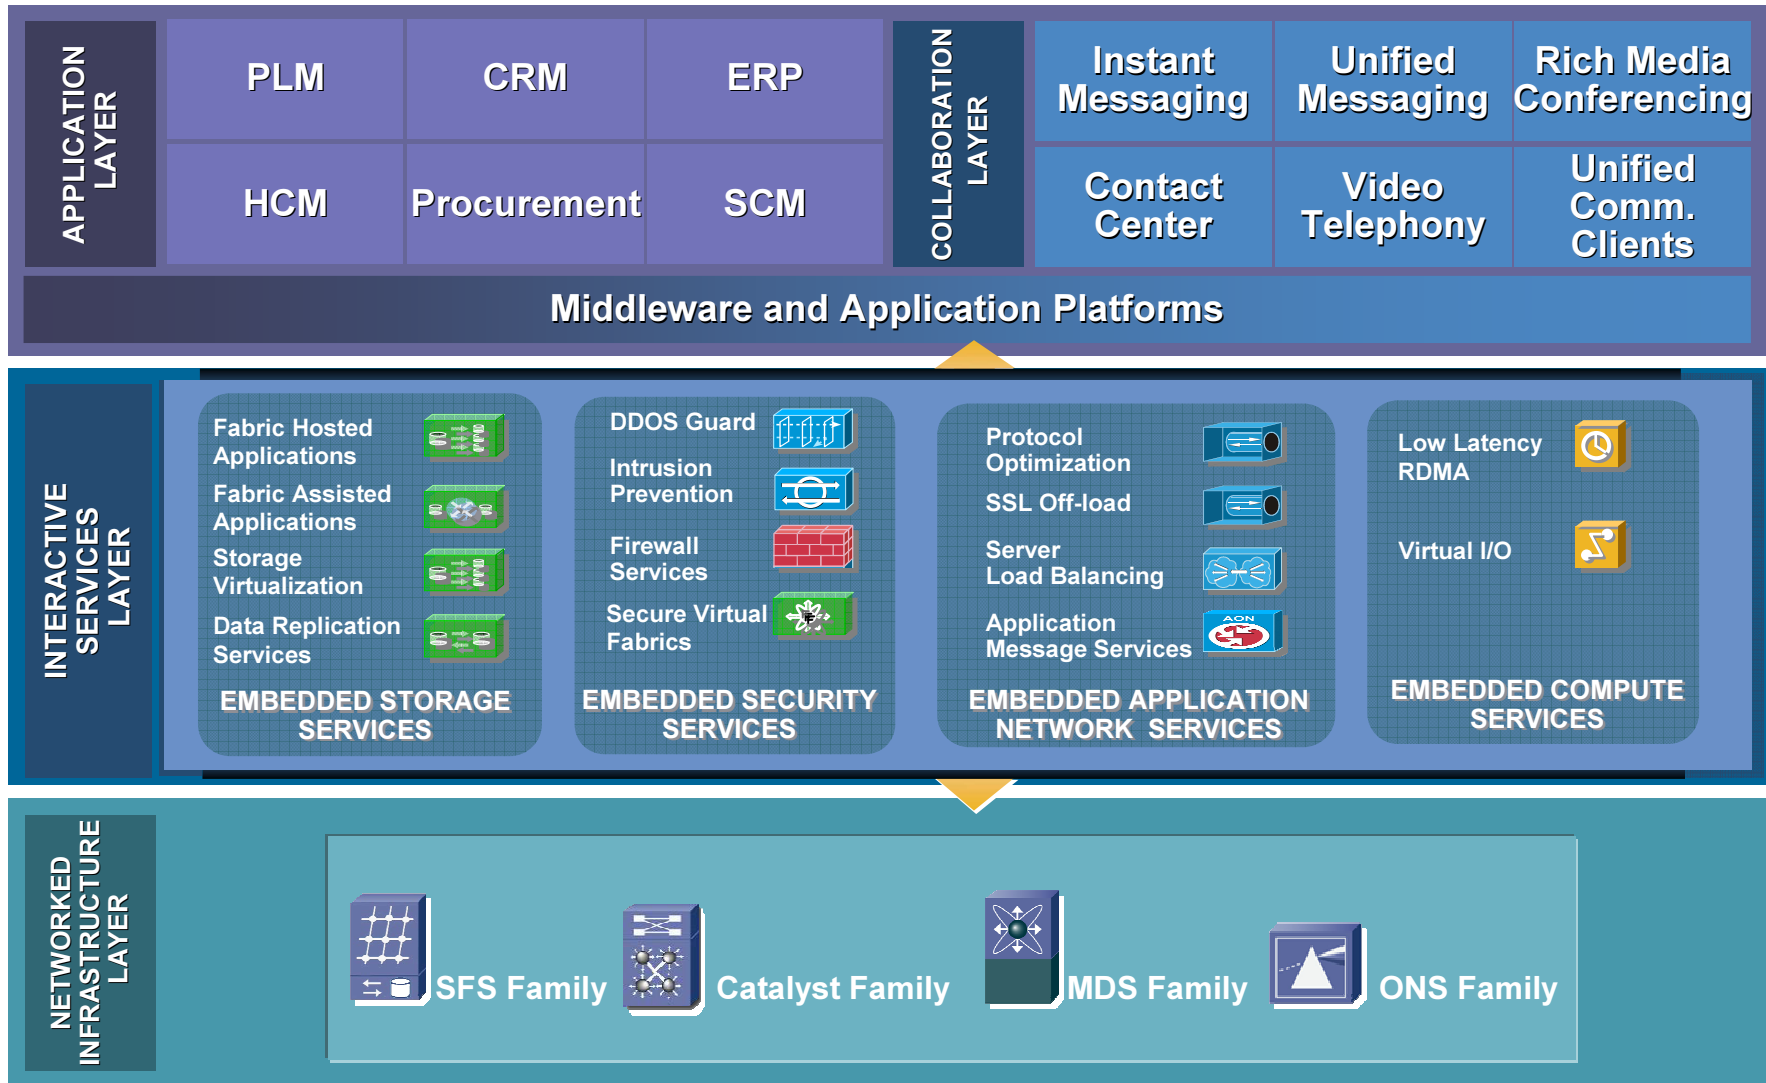 APPLICATION
LAYER
PLM
CRM
ERP
HCM
Procurement
SCM
COLLABORATION
LAYER
Instant
Messaging
Unified
Messaging
Rich Media
Conferencing
Contact
Center
Video
Telephony
Unified
Comm.
Clients
Middleware and Application Platforms
INTERACTIVE
SERVICES
LAYER
Fabric Hosted
Applications
Fabric Assisted
Applications
Storage
Virtualization
Data Replication
Services
EMBEDDED STORAGE
SERVICES
DDOS Guard
Intrusion
Prevention
Firewall
Services
Secure Virtual
Fabrics
EMBEDDED SECURITY
SERVICES
Protocol
Optimization
SSL Off-load
Server
Load Balancing
Application
Message Services
AON
EMBEDDED APPLICATION
NETWORK SERVICES
Low Latency
RDMA
Virtual I/O
EMBEDDED COMPUTE
SERVICES
NETWORKED
INFRASTRUCTURE
LAYER
SFS Family
Catalyst Family
MDS Family
ONS Family